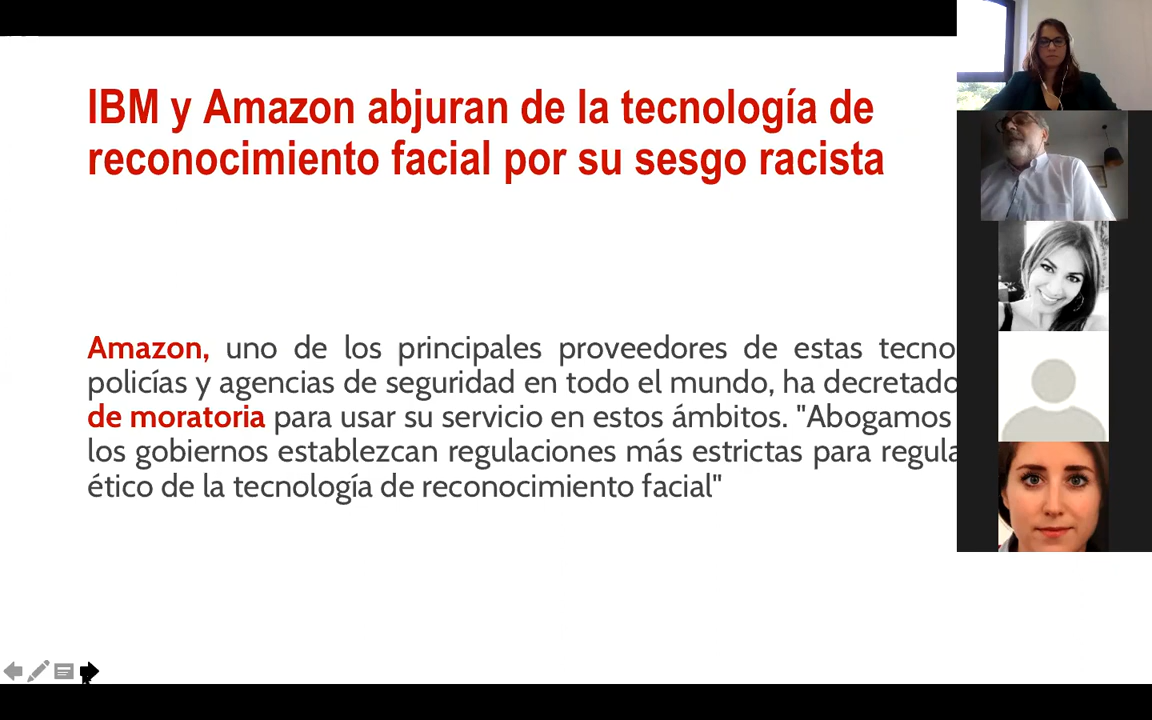 IBM y Amazon abjuran de la tecnología de
reconocimiento facial por su sesgo racista
Amazon, uno de los principales proveedores de estas tecno
policías y agencias de seguridad en todo el mundo, ha decretado
de moratoria para usar su servicio en estos ámbitos. "Abogamos
los gobiernos establezcan regulaciones más estrictas para regula
ético de la tecnología de reconocimiento facial"